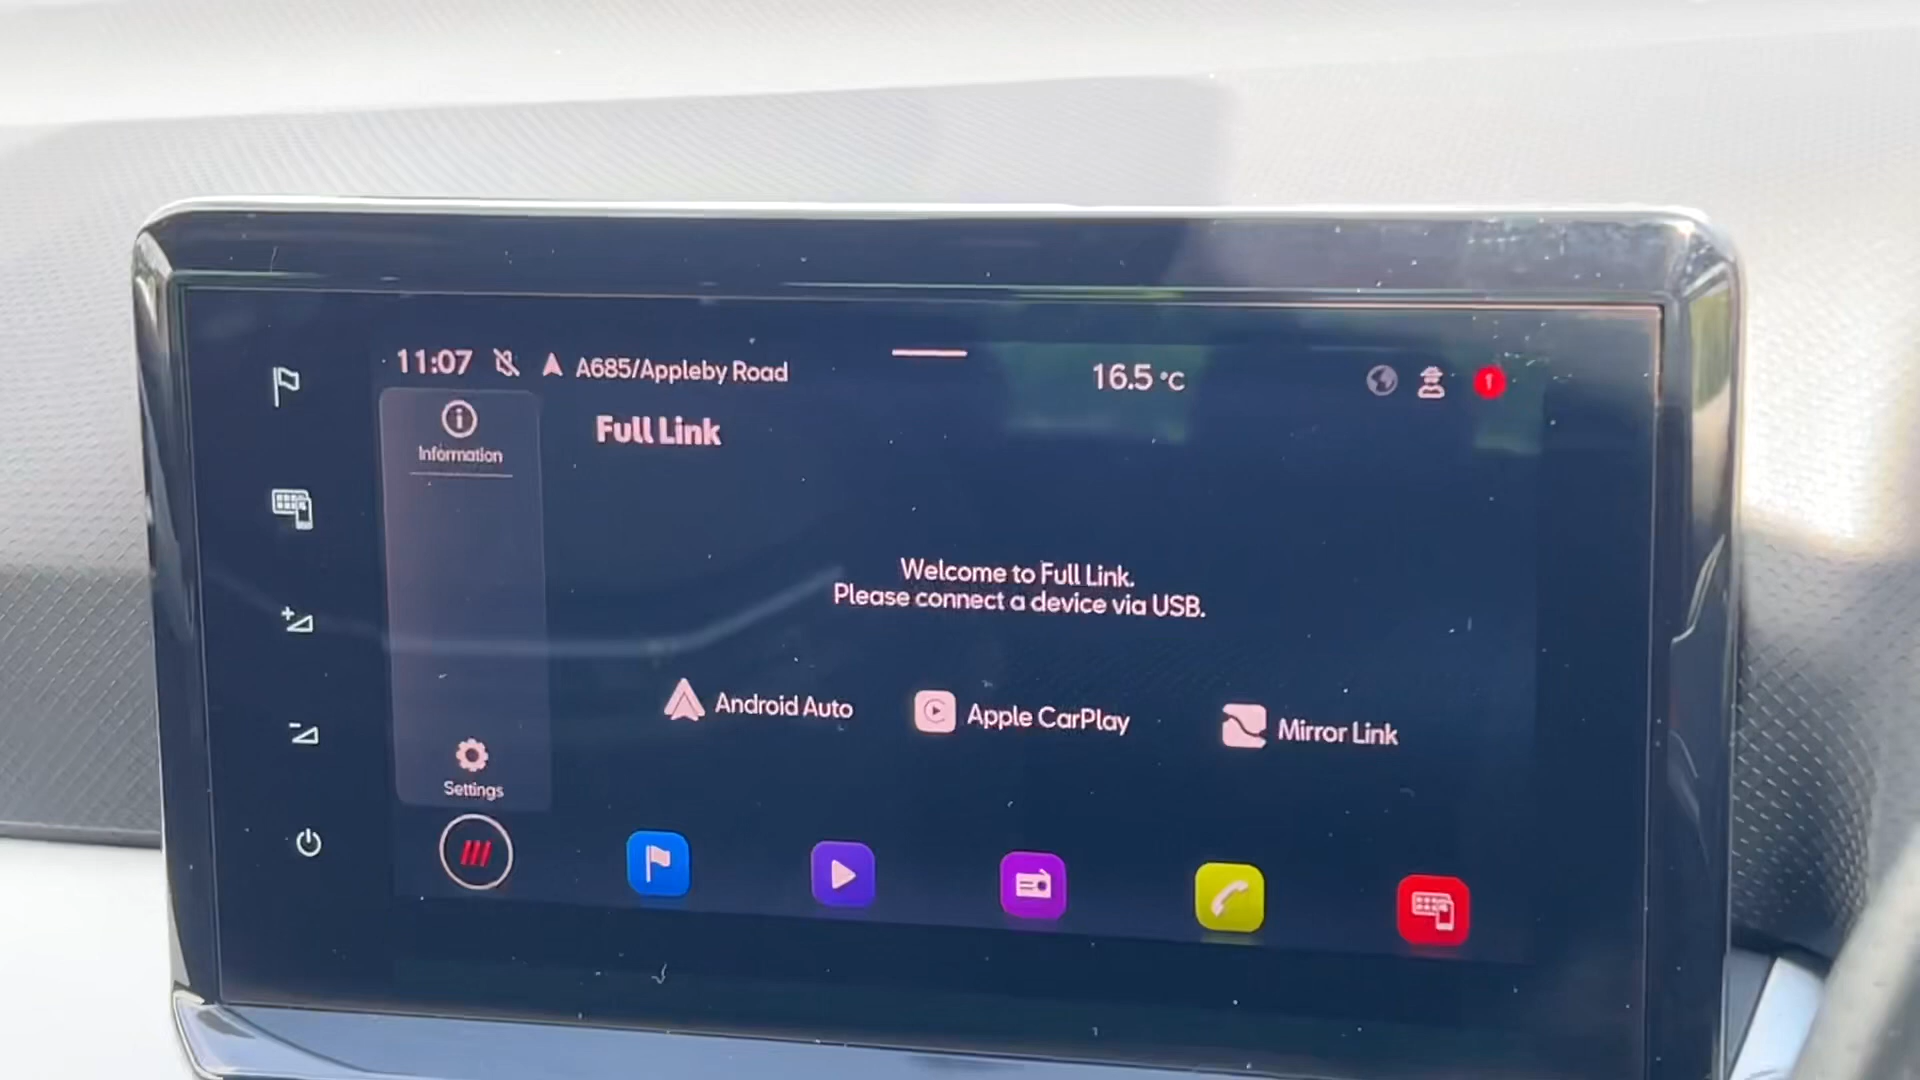 11:07
A685/Appleby Road
16.5 °C
1
Information
Full Link
Welcome to Full Link.
Please connect a device via USB.
Android Auto
Apple CarPlay
Mirror Link
Settings